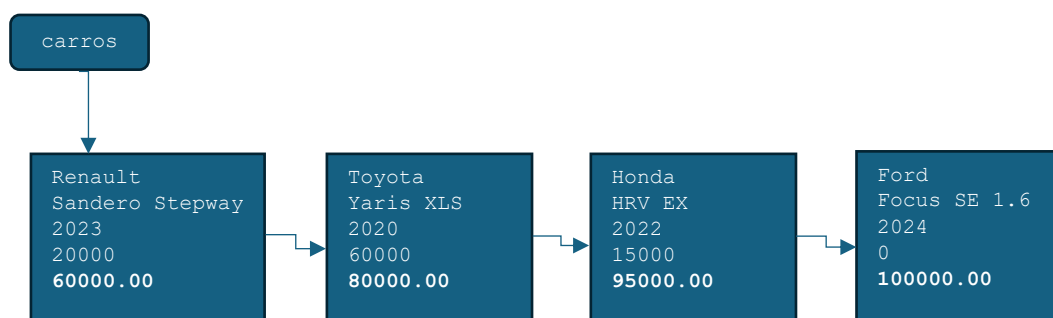 carros
Renault
Sandero Stepway
2023
20000
60000.00
Toyota
Yaris XLS
2020
60000
80000.00
Honda
HRV EX
2022
15000
95000.00
Ford
Focus SE 1.6
2024
0
100000.00